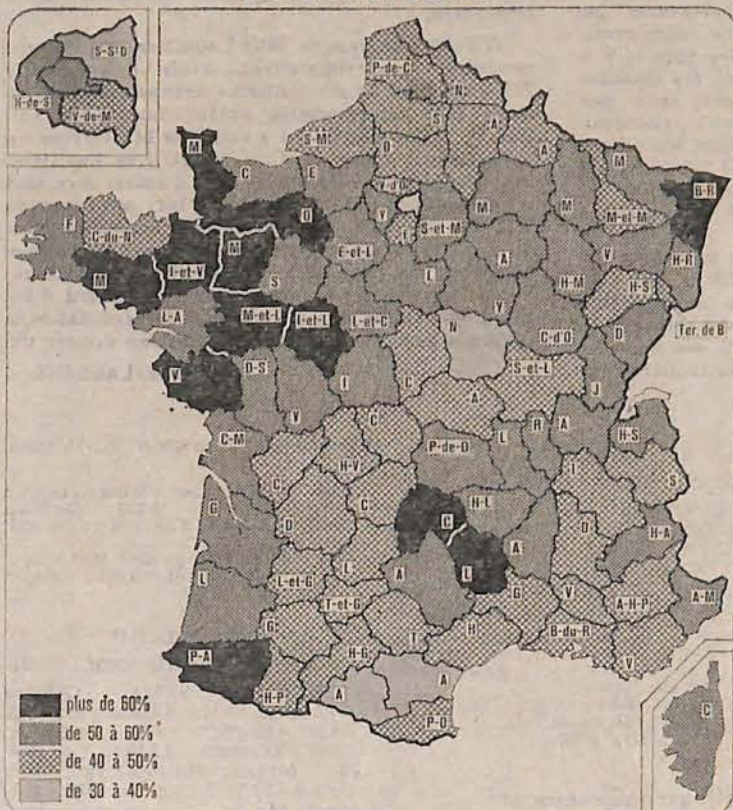 S-StD
H-de-S
V-de-M
P-de-C
N
S-M
S
A
A
O
M
C
E
V-d'O
M
B-R
O
Y
E
M
M
M-et-M
F
C-du-N
I-et-V
M
S
E-et-L
S-et-M
A
V
H-R
M
L
H-M
H-S
L-A
M-et-L
I-et-L
L-et-C
Y
N
C-d'O
D
Ter. de B
V
D-S
V
I
C
S-et-L
J
A
C-M
C
H-V
C
P-de-D
L
R
A
H-S
C
I
S
G
D
C
H-L
D
H-A
L
L
L-et-G
A
L
A
T-et-G
G
V
A-H-P
A-M
G
T
H
B-du-R
V
P-A
H-P
H-G
A
A
P-O
C
plus de 60%
de 50 à 60%
de 40 à 50%
de 30 à 40%